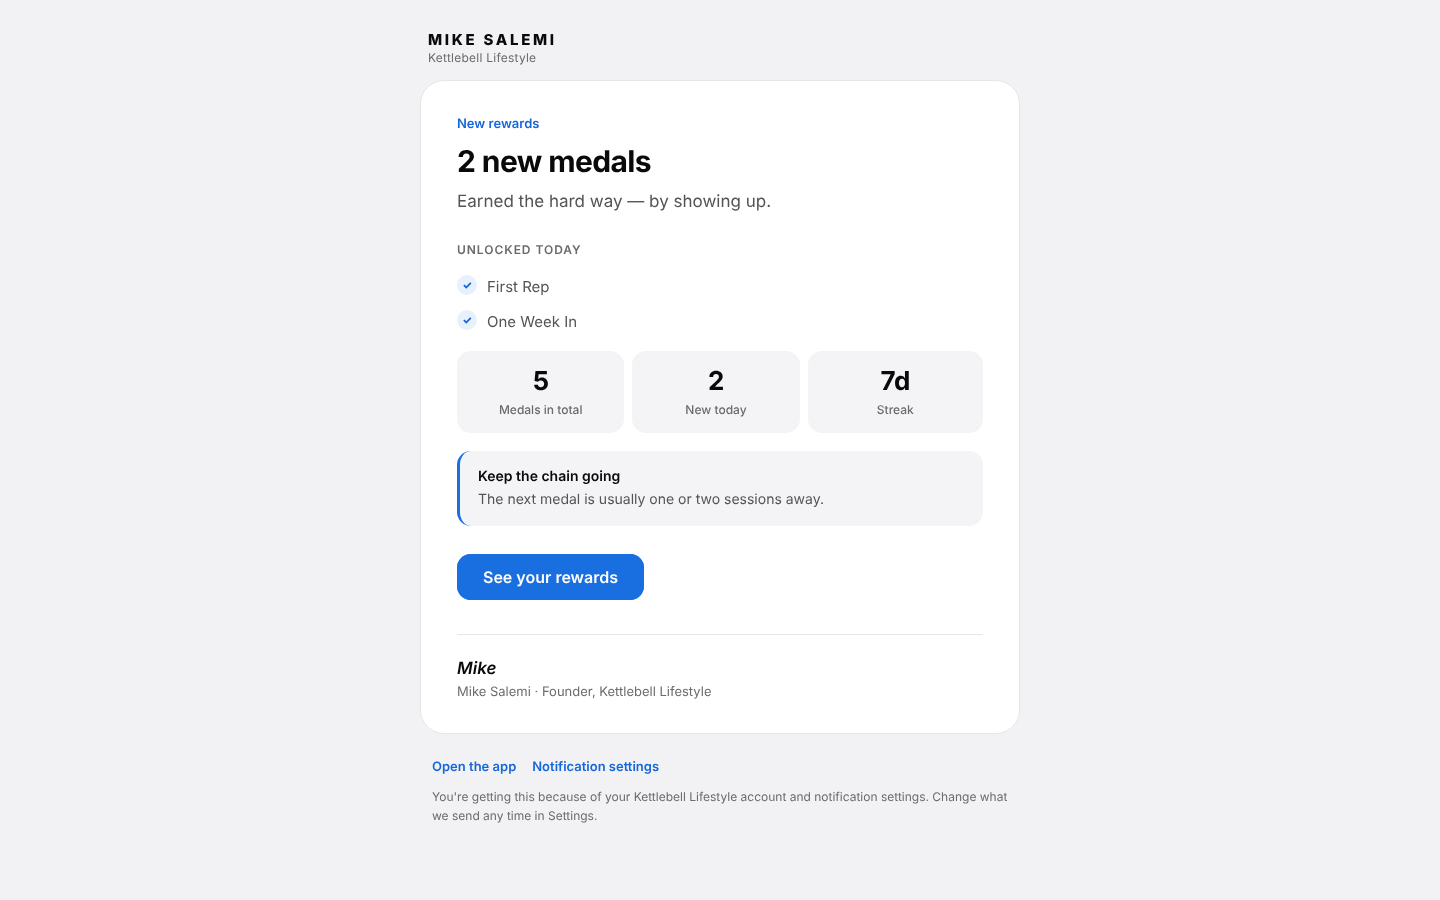 MIKE SALEMI
Kettlebell Lifestyle
New rewards
2 new medals
Earned the hard way — by showing up.
UNLOCKED TODAY
First Rep
One Week In
5
Medals in total
2
New today
7d
Streak
Keep the chain going
The next medal is usually one or two sessions away.
See your rewards
Mike
Mike Salemi · Founder, Kettlebell Lifestyle
Open the app Notification settings
You're getting this because of your Kettlebell Lifestyle account and notification settings. Change what
we send any time in Settings.